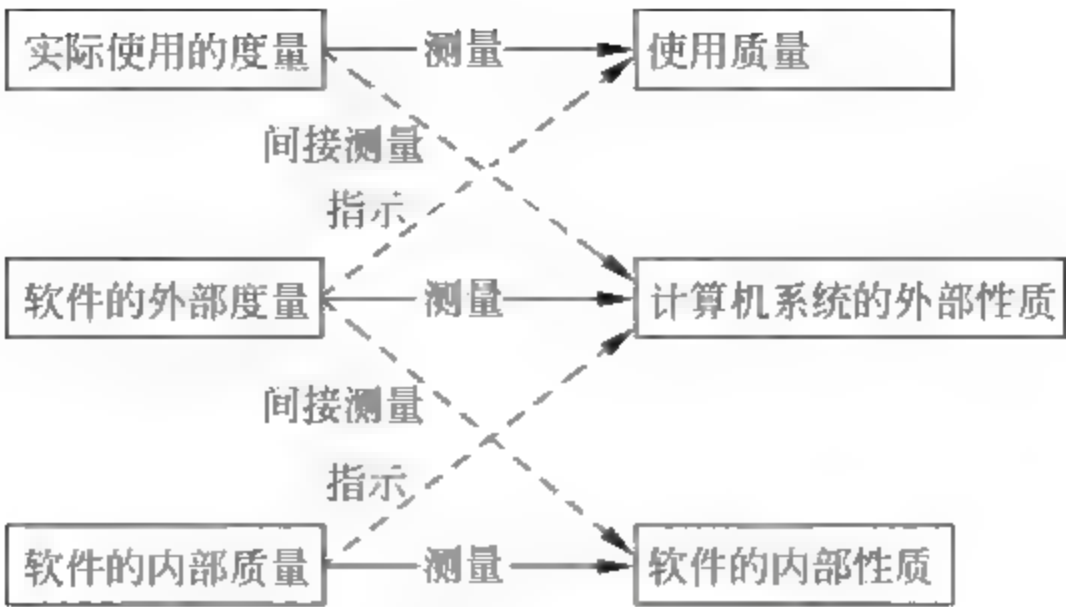 实际使用的度量 测量 使用质量
间接测量
指示
软件的外部度量 测量 计算机系统的外部性质
间接测量
指示
软件的内部质量 测量 软件的内部性质